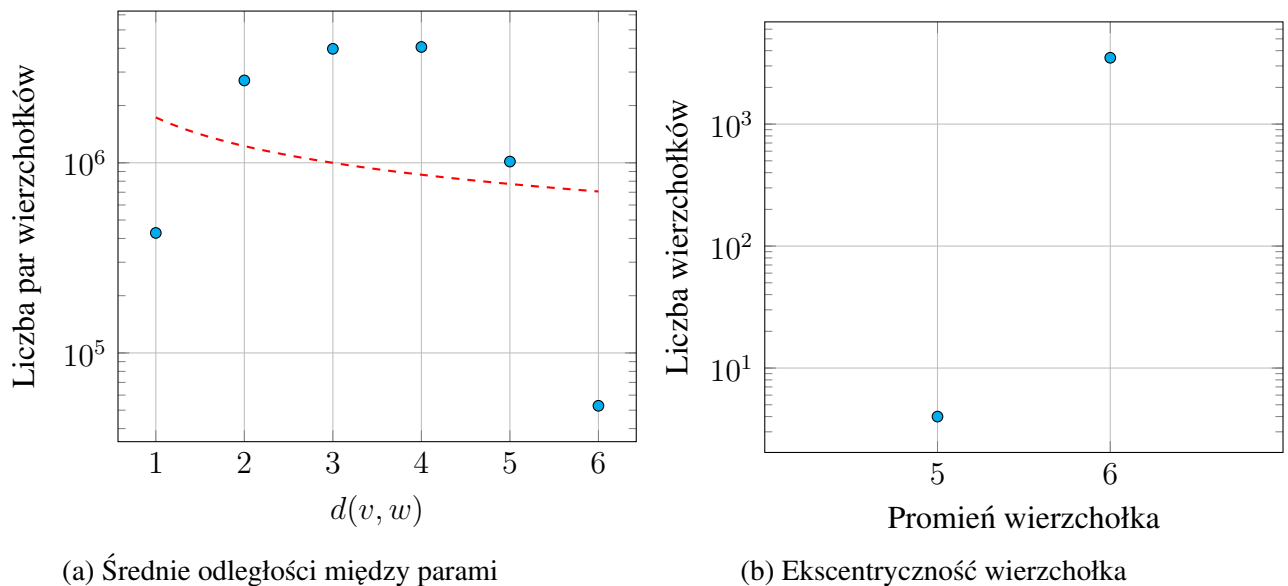 Liczba par wierzchołków
10^6
10^5
1 2 3 4 5 6
d(v, w)
(a) Średnie odległości między parami
Liczba wierzchołków
10^3
10^2
10^1
5 6
Promień wierzchołka
(b) Ekscentryczność wierzchołka